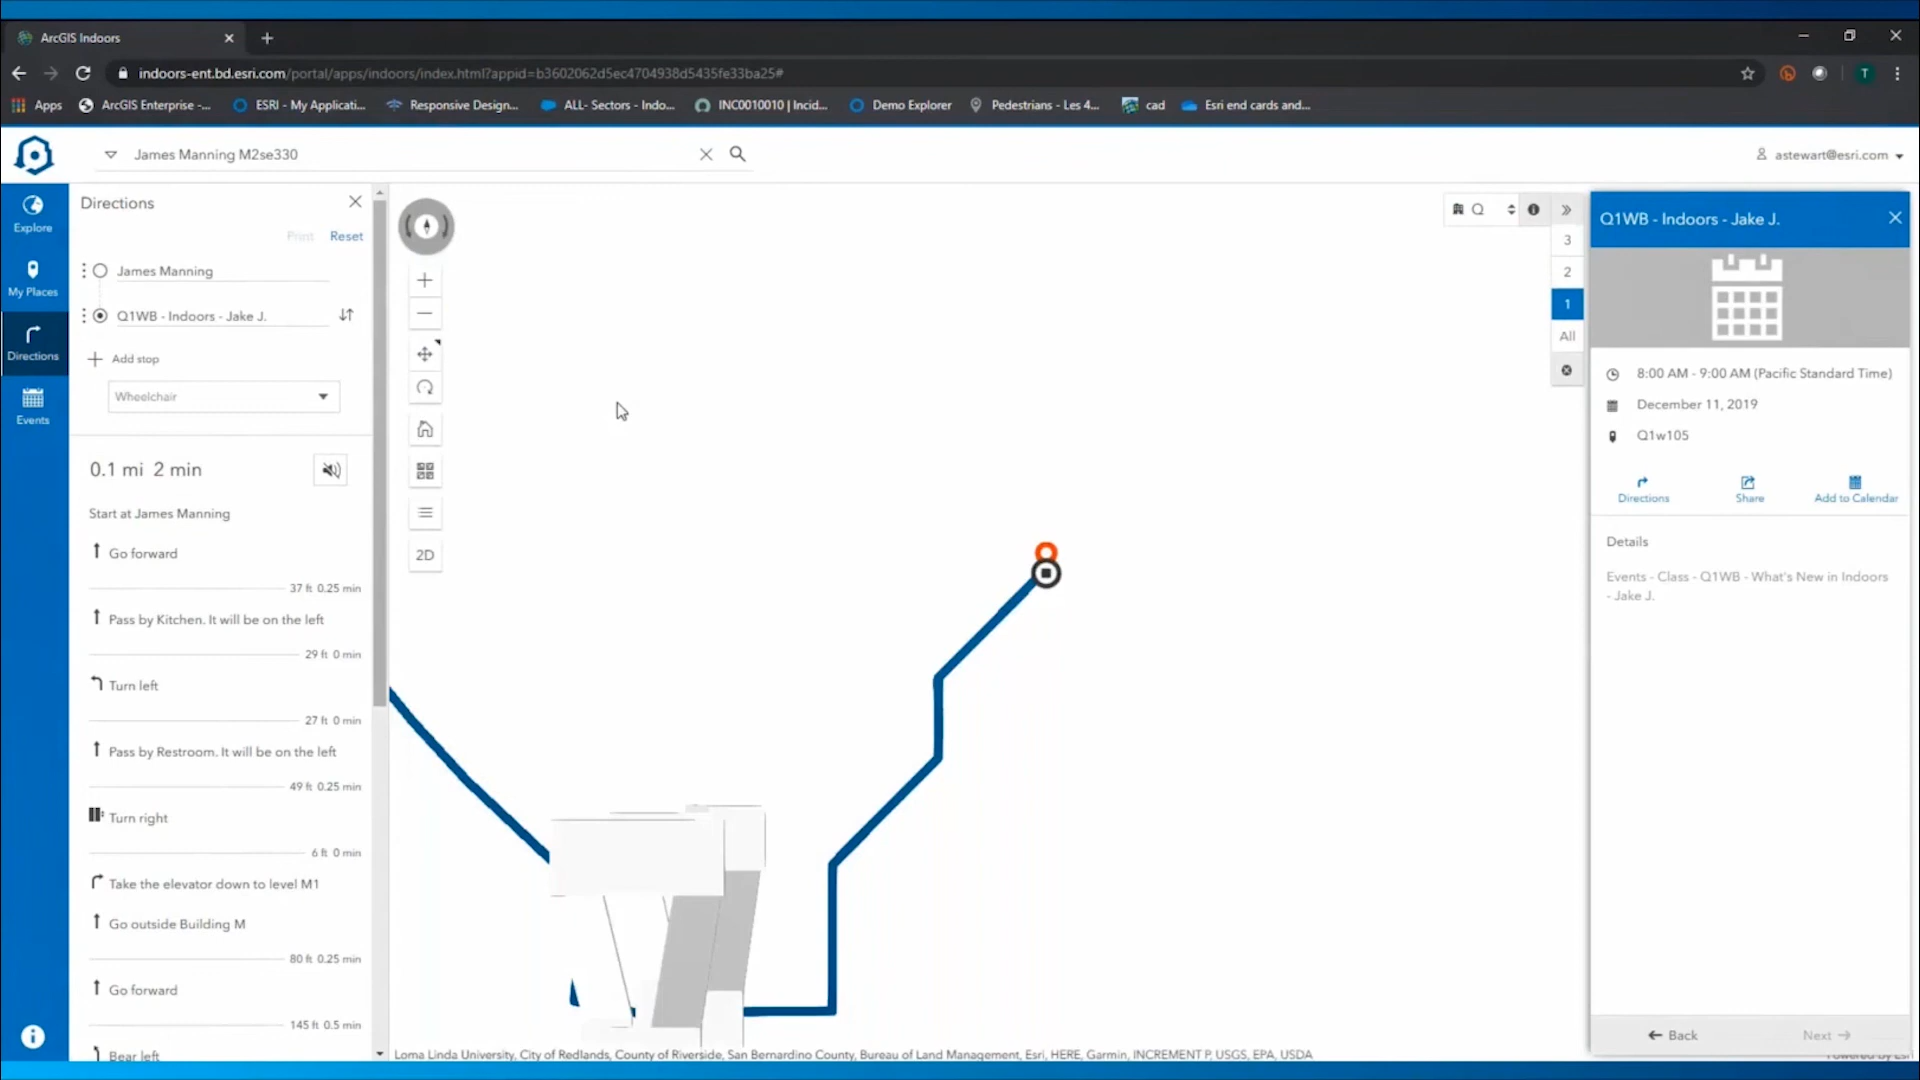 ArcGIS Indoors
indoors-ent.bd.esri.com/portal/apps/indoors/index.html?appid=b3602062d5ec4704938d5435fe33ba25#
T
Apps
ArcGIS Enterprise -...
ESRI - My Applicati...
Responsive Design...
ALL- Sectors - Indo...
INC0010010 | Incid...
Demo Explorer
Pedestrians - Les 4...
cad
Esri end cards and...
James Manning M2se330
astewart@esri.com
Explore
My Places
Directions
Events
Directions
Print Reset
James Manning
Q1WB - Indoors - Jake J.
Add stop
Wheelchair
0.1 mi 2 min
Start at James Manning
Go forward
37 ft 0.25 min
Pass by Kitchen. It will be on the left
29 ft 0 min
Turn left
27 ft 0 min
Pass by Restroom. It will be on the left
49 ft 0.25 min
Turn right
6 ft 0 min
Take the elevator down to level M1
Go outside Building M
80 ft 0.25 min
Go forward
145 ft 0.5 min
Bear left
2D
Q
3
2
1
All
Q1WB - Indoors - Jake J.
8:00 AM - 9:00 AM (Pacific Standard Time)
December 11, 2019
Q1w105
Directions
Share
Add to Calendar
Details
Events - Class - Q1WB - What's New in Indoors
- Jake J.
Back
Next
Loma Linda University, City of Redlands, County of Riverside, San Bernardino County, Bureau of Land Management, Esri, HERE, Garmin, INCREMENT P, USGS, EPA, USDA
Powered by Esri